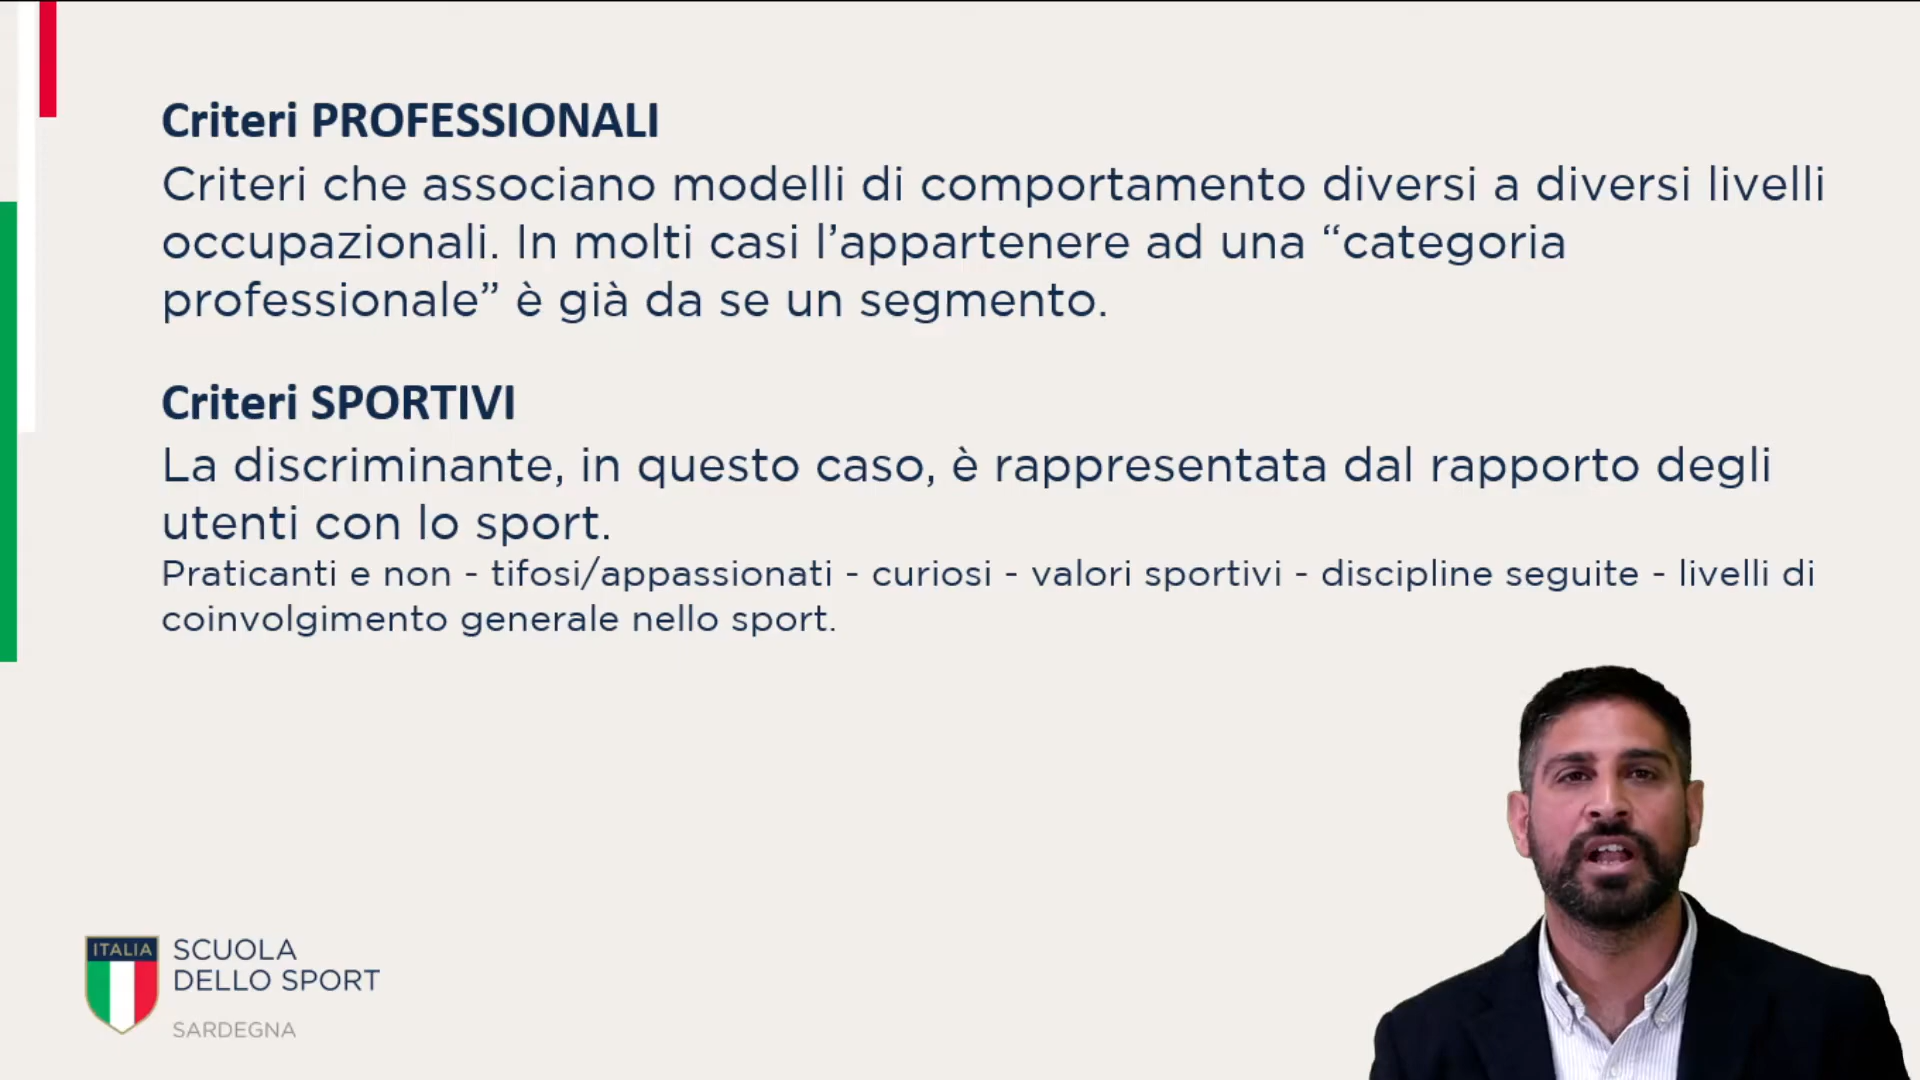 Criteri PROFESSIONALI
Criteri che associano modelli di comportamento diversi a diversi livelli
occupazionali. In molti casi l’appartenere ad una “categoria
professionale” è già da se un segmento.
Criteri SPORTIVI
La discriminante, in questo caso, è rappresentata dal rapporto degli
utenti con lo sport.
Praticanti e non - tifosi/appassionati - curiosi - valori sportivi - discipline seguite - livelli di
coinvolgimento generale nello sport.
ITALIA
SCUOLA
DELLO SPORT
SARDEGNA